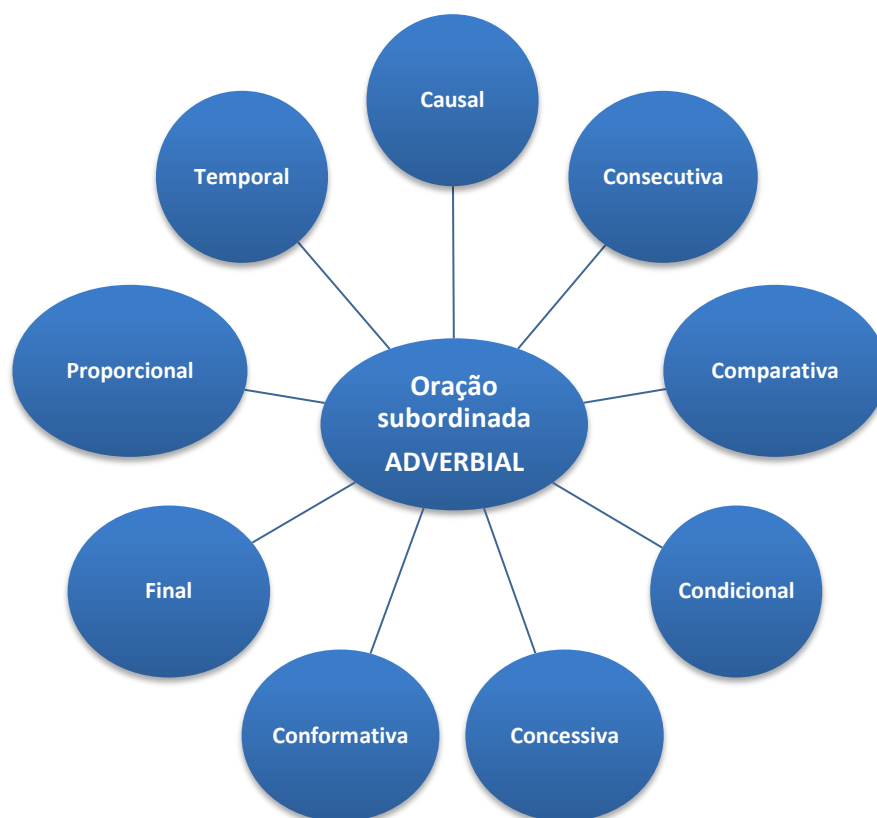 Causal
Temporal
Consecutiva
Proporcional
Comparativa
Oração
subordinada
ADVERBIAL
Final
Condicional
Conformativa
Concessiva